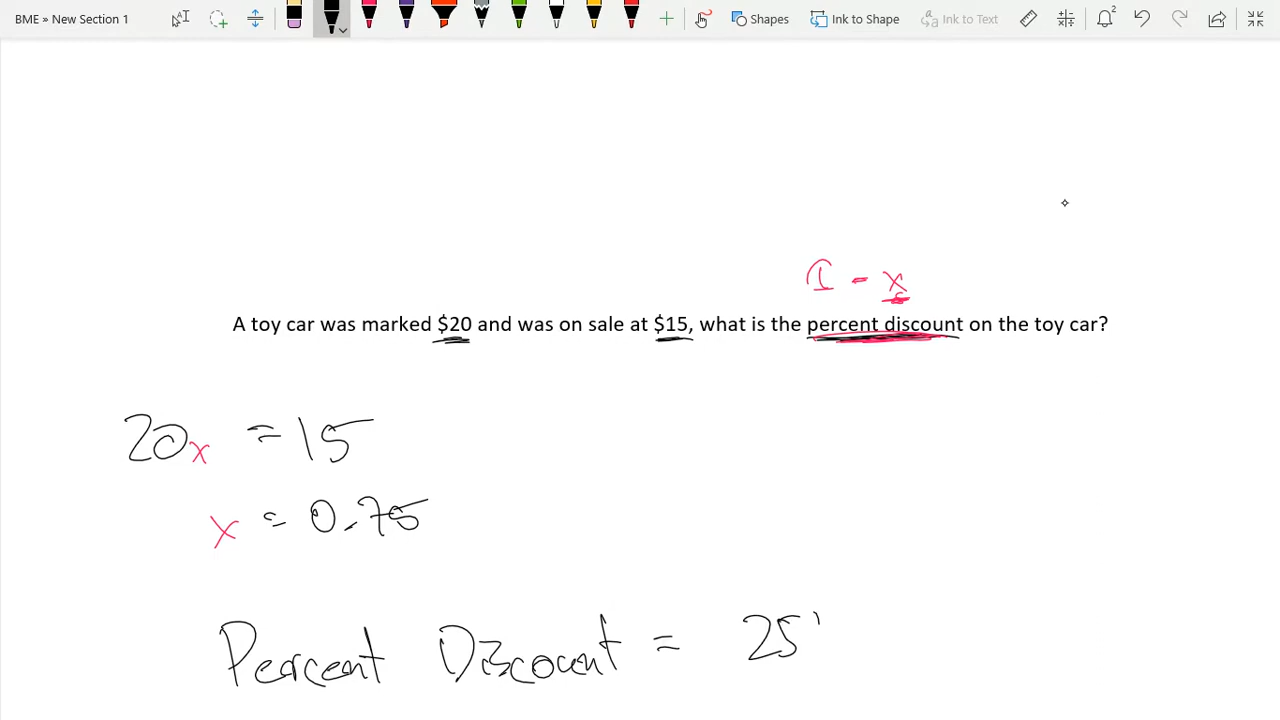 BME » New Section 1
Shapes
Ink to Shape
Ink to Text
2
1 - x
A toy car was marked $20 and was on sale at $15, what is the percent discount on the toy car?
20x = 15
x = 0.75
Percent Discount = 25